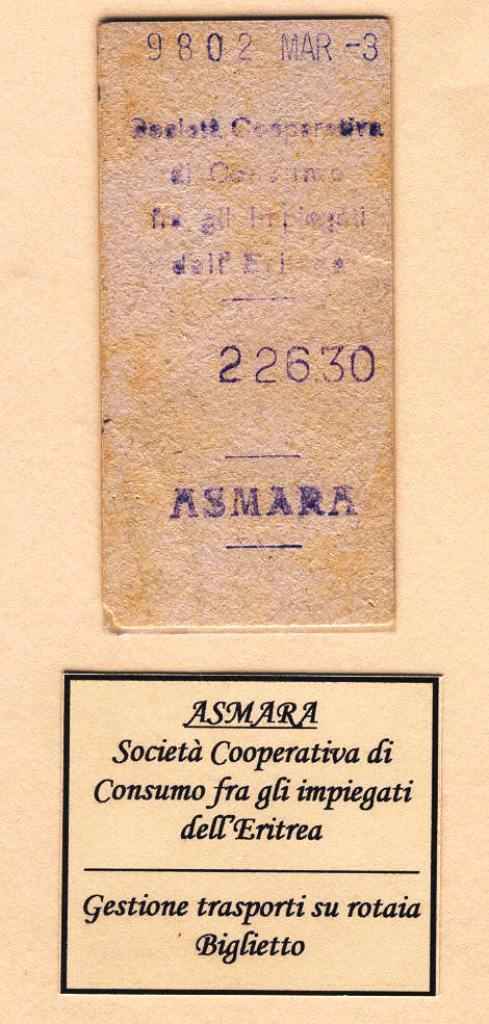 9802 MAR -3
Società Cooperativa
di Consumo
fra gli Impiegati
dell' Eritrea
22630
ASMARA
ASMARA
Società Cooperativa di
Consumo fra gli impiegati
dell'Eritrea
Gestione trasporti su rotaia
Biglietto